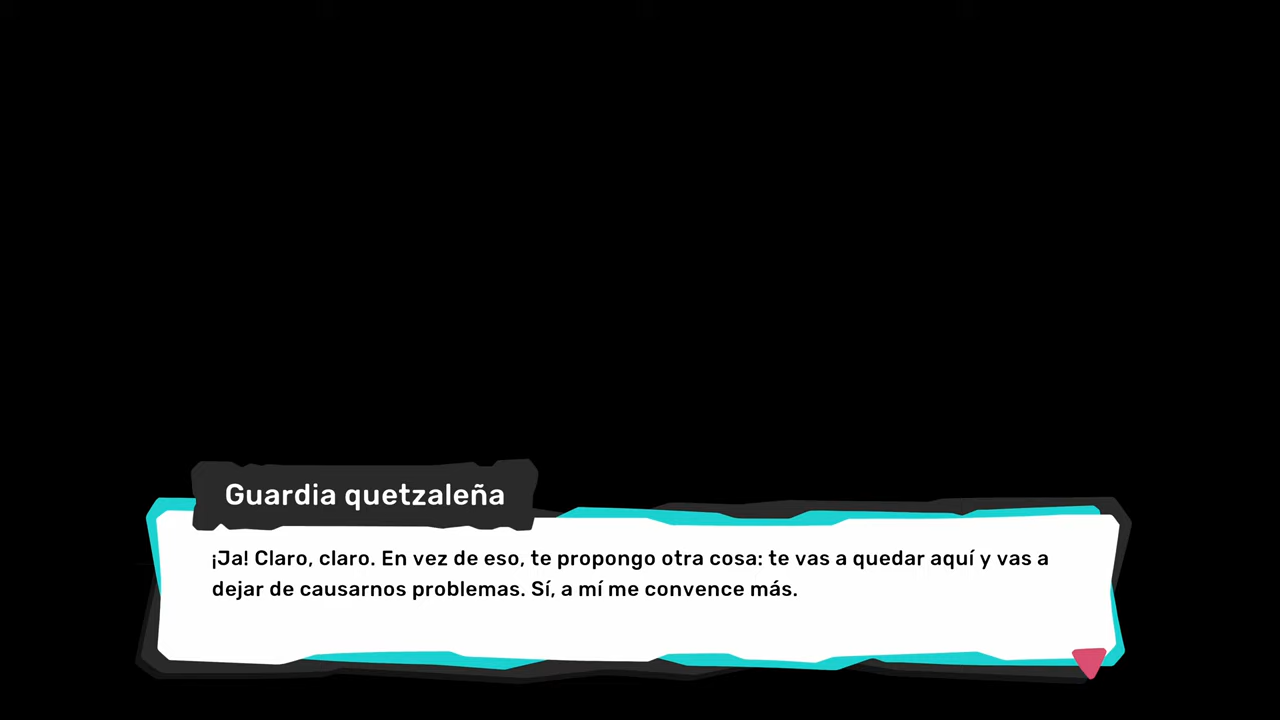 Guardia quetzaleña
¡Ja! Claro, claro. En vez de eso, te propongo otra cosa: te vas a quedar aquí y vas a
dejar de causarnos problemas. Sí, a mí me convence más.